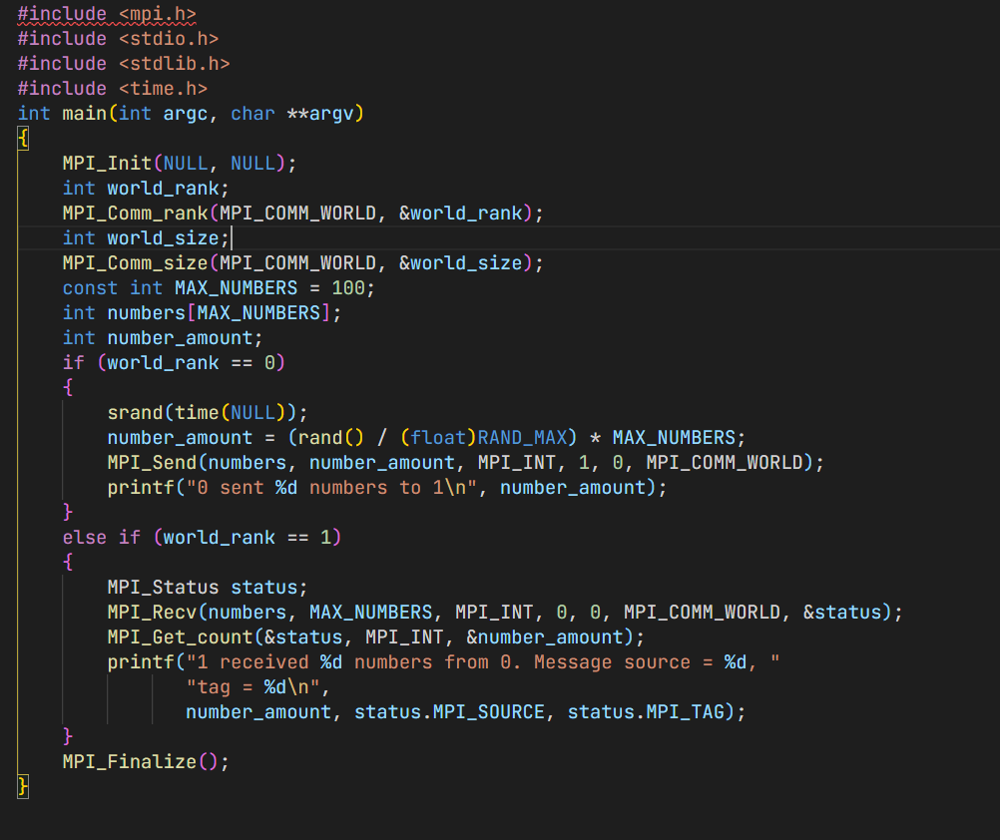 #include <mpi.h>
#include <stdio.h>
#include <stdlib.h>
#include <time.h>
int main(int argc, char **argv)
{
    MPI_Init(NULL, NULL);
    int world_rank;
    MPI_Comm_rank(MPI_COMM_WORLD, &world_rank);
    int world_size;
    MPI_Comm_size(MPI_COMM_WORLD, &world_size);
    const int MAX_NUMBERS = 100;
    int numbers[MAX_NUMBERS];
    int number_amount;
    if (world_rank == 0)
    {
        srand(time(NULL));
        number_amount = (rand() / (float)RAND_MAX) * MAX_NUMBERS;
        MPI_Send(numbers, number_amount, MPI_INT, 1, 0, MPI_COMM_WORLD);
        printf("0 sent %d numbers to 1\n", number_amount);
    }
    else if (world_rank == 1)
    {
        MPI_Status status;
        MPI_Recv(numbers, MAX_NUMBERS, MPI_INT, 0, 0, MPI_COMM_WORLD, &status);
        MPI_Get_count(&status, MPI_INT, &number_amount);
        printf("1 received %d numbers from 0. Message source = %d, "
               "tag = %d\n",
               number_amount, status.MPI_SOURCE, status.MPI_TAG);
    }
    MPI_Finalize();
}